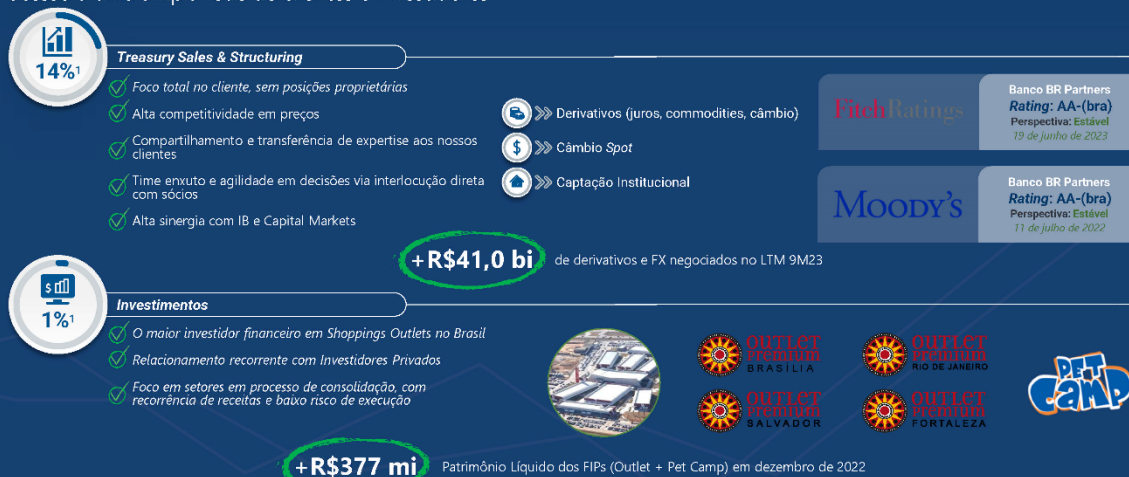 14%¹
Treasury Sales & Structuring
Foco total no cliente, sem posições proprietárias
Alta competitividade em preços
Compartilhamento e transferência de expertise aos nossos
clientes
Time enxuto e agilidade em decisões via interlocução direta
com sócios
Alta sinergia com IB e Capital Markets
Derivativos (juros, commodities, câmbio)
Câmbio Spot
Captação Institucional
FitchRatings
Banco BR Partners
Rating: AA-(bra)
Perspectiva: Estável
19 de junho de 2023
MOODY'S
Banco BR Partners
Rating: AA-(bra)
Perspectiva: Estável
11 de julho de 2022
+R$41,0 bi de derivativos e FX negociados no LTM 9M23
1%¹
Investimentos
O maior investidor financeiro em Shoppings Outlets no Brasil
Relacionamento recorrente com Investidores Privados
Foco em setores em processo de consolidação, com
recorrência de receitas e baixo risco de execução
OUTLET
PREMIUM
BRASÍLIA
OUTLET
PREMIUM
RIO DE JANEIRO
OUTLET
PREMIUM
SALVADOR
OUTLET
PREMIUM
FORTALEZA
PET
CAMP
+R$377 mi Patrimônio Líquido dos FIPs (Outlet + Pet Camp) em dezembro de 2022